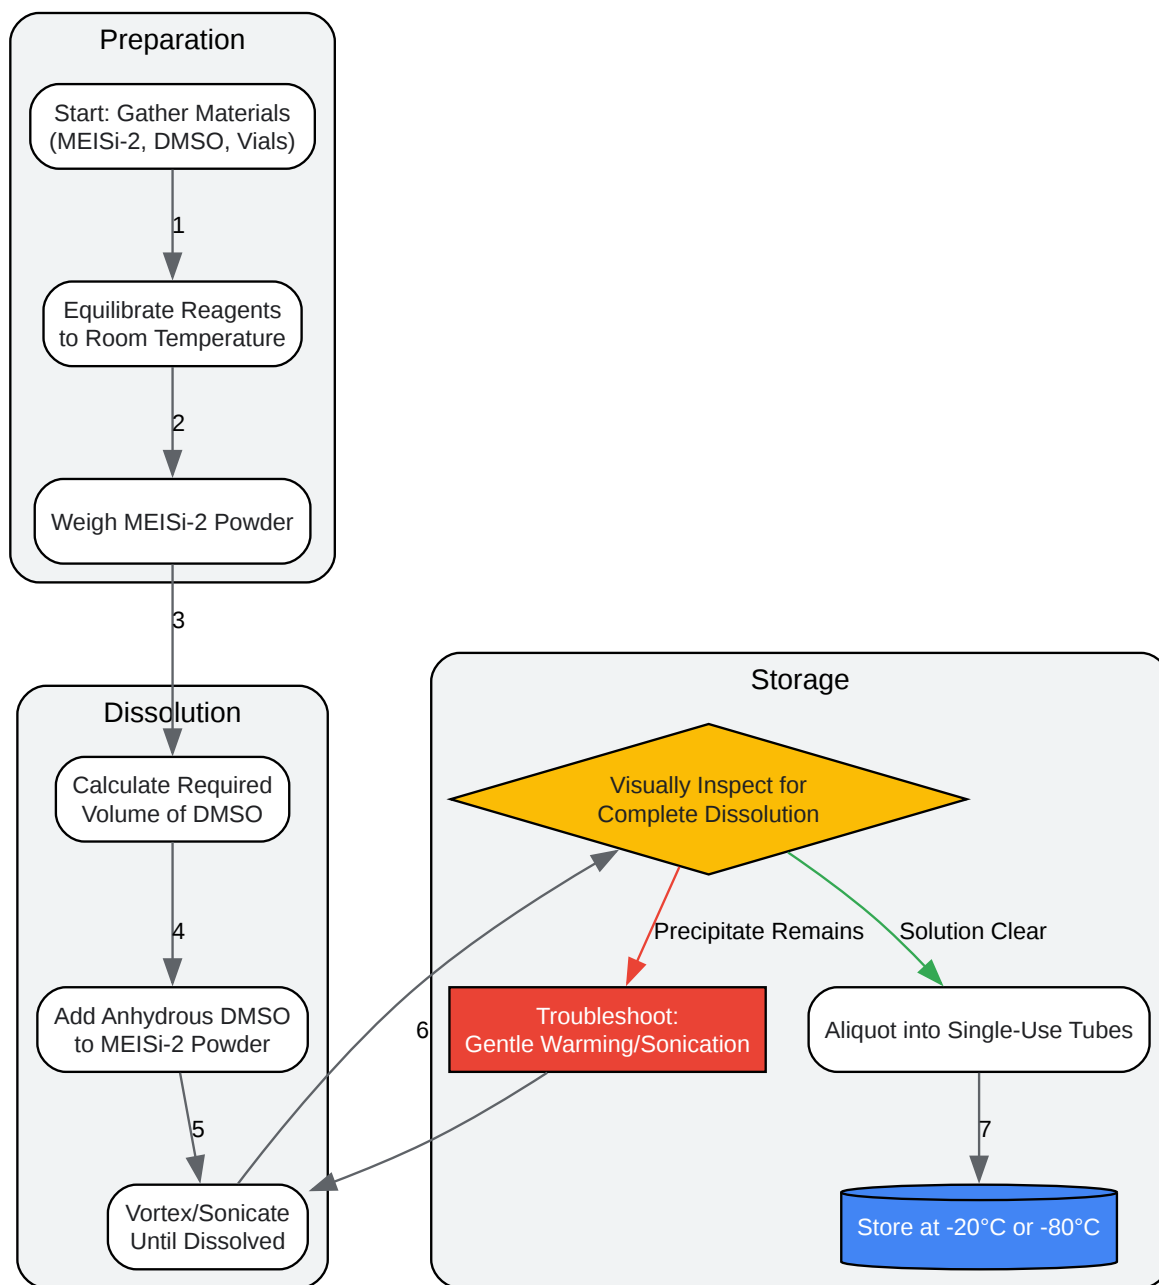 Preparation
Start: Gather Materials
(MEISi-2, DMSO, Vials)
1
Equilibrate Reagents
to Room Temperature
2
Weigh MEISi-2 Powder
3
Dissolution
Calculate Required
Volume of DMSO
4
Add Anhydrous DMSO
to MEISi-2 Powder
5
Vortex/Sonicate
Until Dissolved
6
Storage
Visually Inspect for
Complete Dissolution
Precipitate Remains
Solution Clear
Troubleshoot:
Gentle Warming/Sonication
Aliquot into Single-Use Tubes
7
Store at -20°C or -80°C